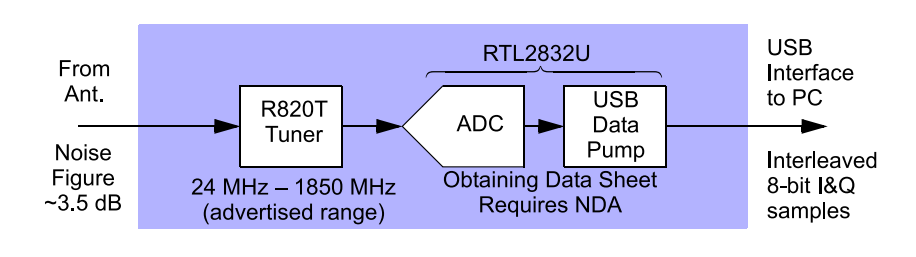 From
Ant.
Noise
Figure
~3.5 dB
R820T
Tuner
24 MHz – 1850 MHz
(advertised range)
RTL2832U
ADC
USB
Data
Pump
Obtaining Data Sheet
Requires NDA
USB
Interface
to PC
Interleaved
8-bit I&Q
samples